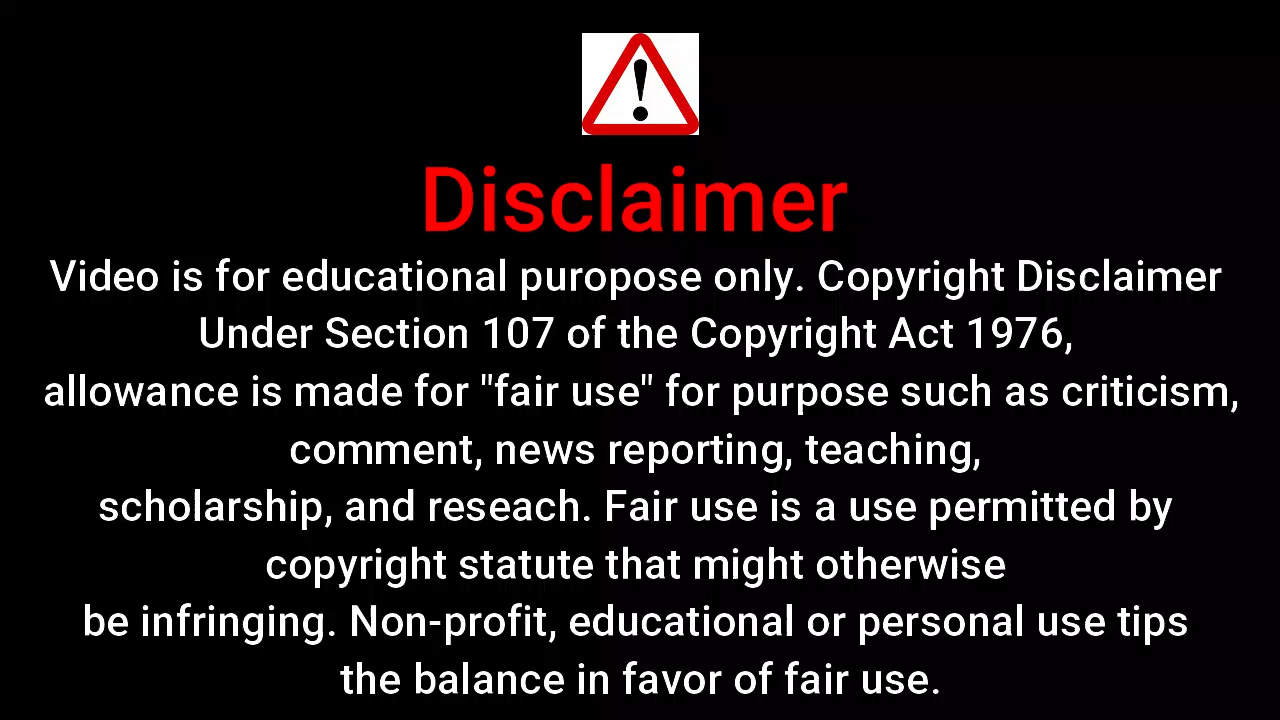 Disclaimer
Video is for educational puropose only. Copyright Disclaimer
Under Section 107 of the Copyright Act 1976,
allowance is made for "fair use" for purpose such as criticism,
comment, news reporting, teaching,
scholarship, and reseach. Fair use is a use permitted by
copyright statute that might otherwise
be infringing. Non-profit, educational or personal use tips
the balance in favor of fair use.